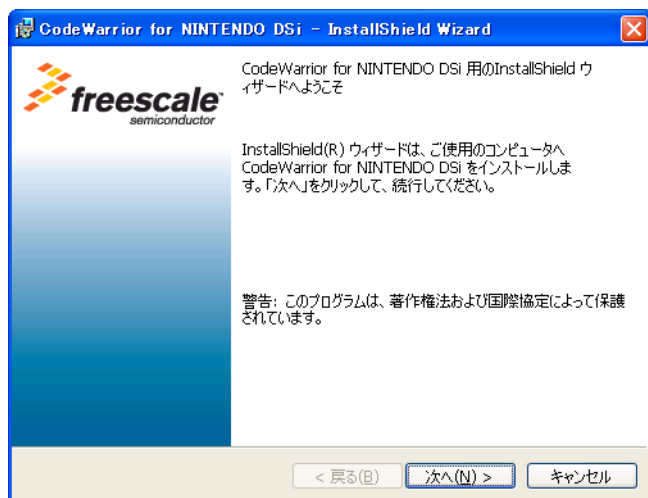 CodeWarrior for NINTENDO DSi - InstallShield Wizard
freescale
semiconductor
CodeWarrior for NINTENDO DSi 用のInstallShield ウ
ィザードへようこそ
InstallShield(R) ウィザードは、ご使用のコンピュータへ
CodeWarrior for NINTENDO DSi をインストールしま
す。「次へ」をクリックして、続行してください。
警告: このプログラムは、著作権法および国際協定によって保護
されています。
< 戻る(B)
次へ(N) >
キャンセル